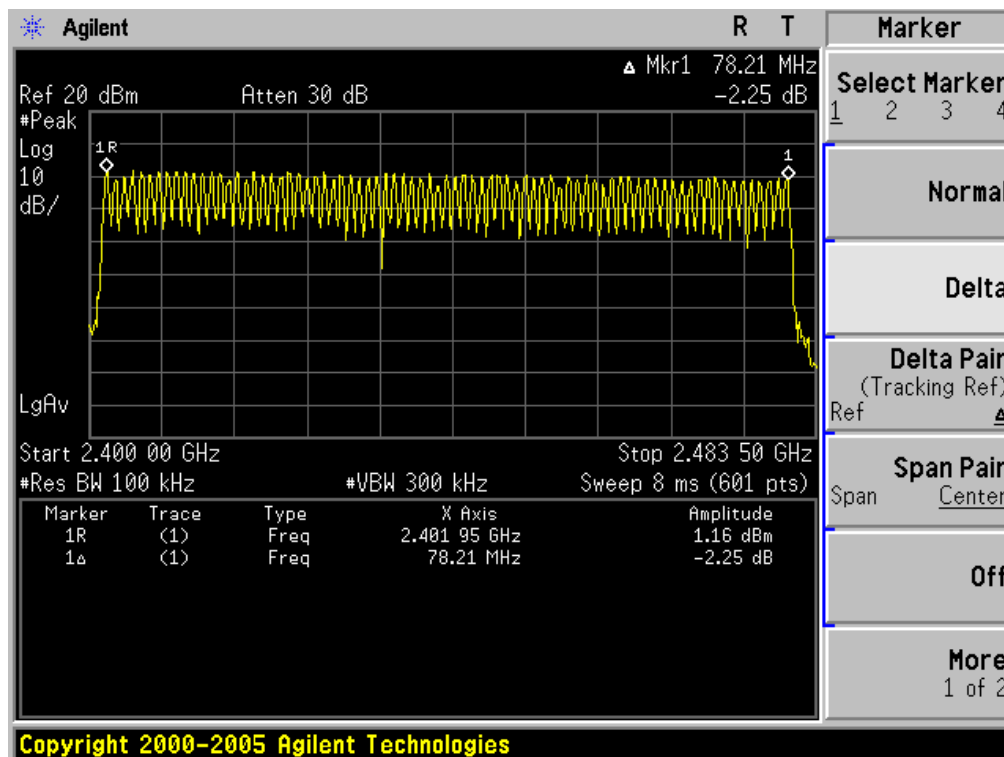 Agilent R T
Δ Mkr1 78.21 MHz
Ref 20 dBm Atten 30 dB -2.25 dB
#Peak
Log
10
dB/
1R
1
LgAv
Start 2.400 00 GHz Stop 2.483 50 GHz
#Res BW 100 kHz #VBW 300 kHz Sweep 8 ms (601 pts)
Marker Trace Type X Axis Amplitude
1R (1) Freq 2.401 95 GHz 1.16 dBm
1Δ (1) Freq 78.21 MHz -2.25 dB
Marker
Select Marker
1 2 3 4
Normal
Delta
Delta Pair
(Tracking Ref)
Ref Δ
Span Pair
Span Center
Off
More
1 of 2
Copyright 2000-2005 Agilent Technologies